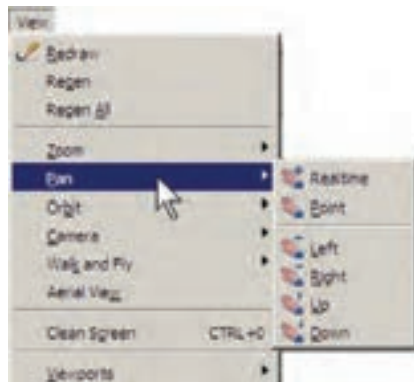 View
Redraw
Regen
Regen All
Zoom
Pan
Orbit
Camera
Walk and Fly
Aerial View
Clean Screen CTRL+0
Viewports
Realtime
Point
Left
Right
Up
Down